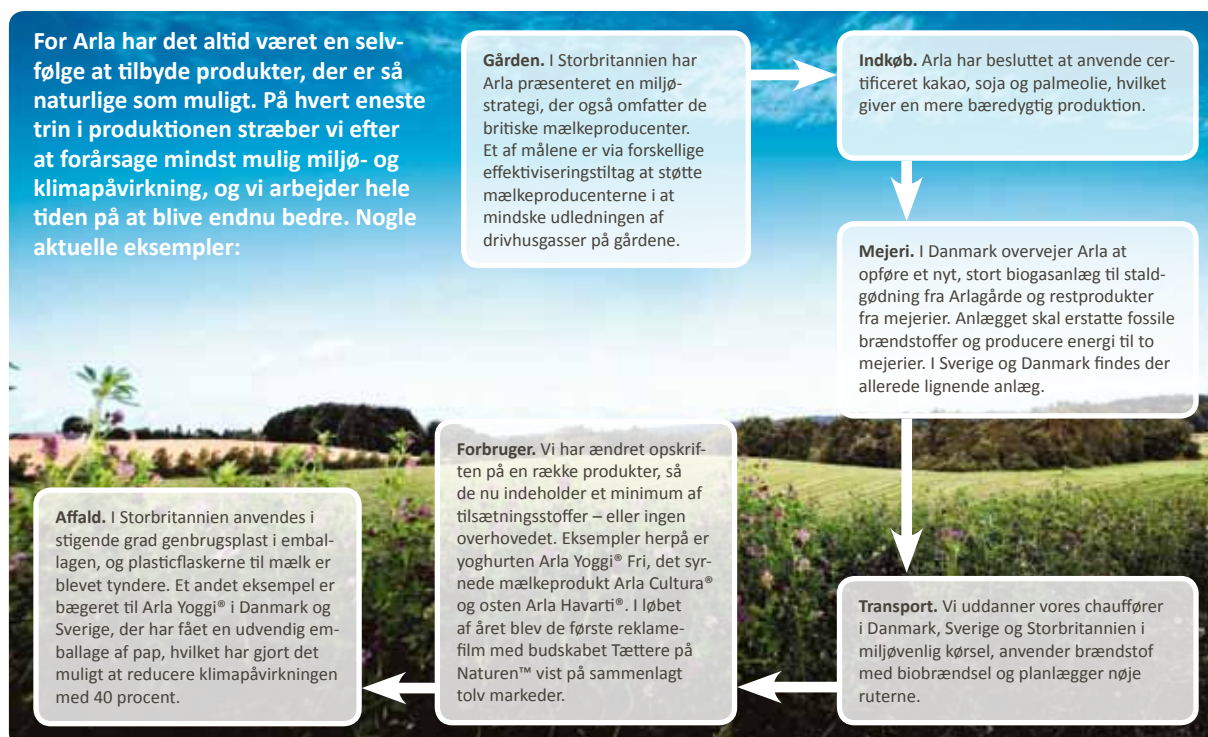 For Arla har det altid været en selv-
følge at tilbyde produkter, der er så
naturlige som muligt. På hvert eneste
trin i produktionen stræber vi efter
at forårsage mindst mulig miljø- og
klimapåvirkning, og vi arbejder hele
tiden på at blive endnu bedre. Nogle
aktuelle eksempler:
Gården. I Storbritannien har
Arla præsenteret en miljø-
strategi, der også omfatter de
britiske mælkeproducenter.
Et af målene er via forskellige
effektiviseringstiltag at støtte
mælkeproducenterne i at
mindske udledningen af
drivhusgasser på gårdene.
Indkøb. Arla har besluttet at anvende cer-
tificeret kakao, soja og palmeolie, hvilket
giver en mere bæredygtig produktion.
Mejeri. I Danmark overvejer Arla at
opføre et nyt, stort biogasanlæg til stald-
gødning fra Arlagårde og restprodukter
fra mejerier. Anlægget skal erstatte fossile
brændstoffer og producere energi til to
mejerier. I Sverige og Danmark findes der
allerede lignende anlæg.
Transport. Vi uddanner vores chauffører
i Danmark, Sverige og Storbritannien i
miljøvenlig kørsel, anvender brændstof
med biobrændsel og planlægger nøje
ruterne.
Forbruger. Vi har ændret opskrif-
ten på en række produkter, så
de nu indeholder et minimum af
tilsætningsstoffer – eller ingen
overhovedet. Eksempler herpå er
yoghurten Arla Yoggi® Fri, det syr-
nede mælkeprodukt Arla Cultura®
og osten Arla Havarti®. I løbet
af året blev de første reklame-
film med budskabet Tættere på
Naturen™ vist på sammenlagt
tolv markeder.
Affald. I Storbritannien anvendes i
stigende grad genbrugsplast i embal-
lagen, og plasticflaskerne til mælk er
blevet tyndere. Et andet eksempel er
bægeret til Arla Yoggi® i Danmark og
Sverige, der har fået en udvendig em-
ballage af pap, hvilket har gjort det
muligt at reducere klimapåvirkningen
med 40 procent.